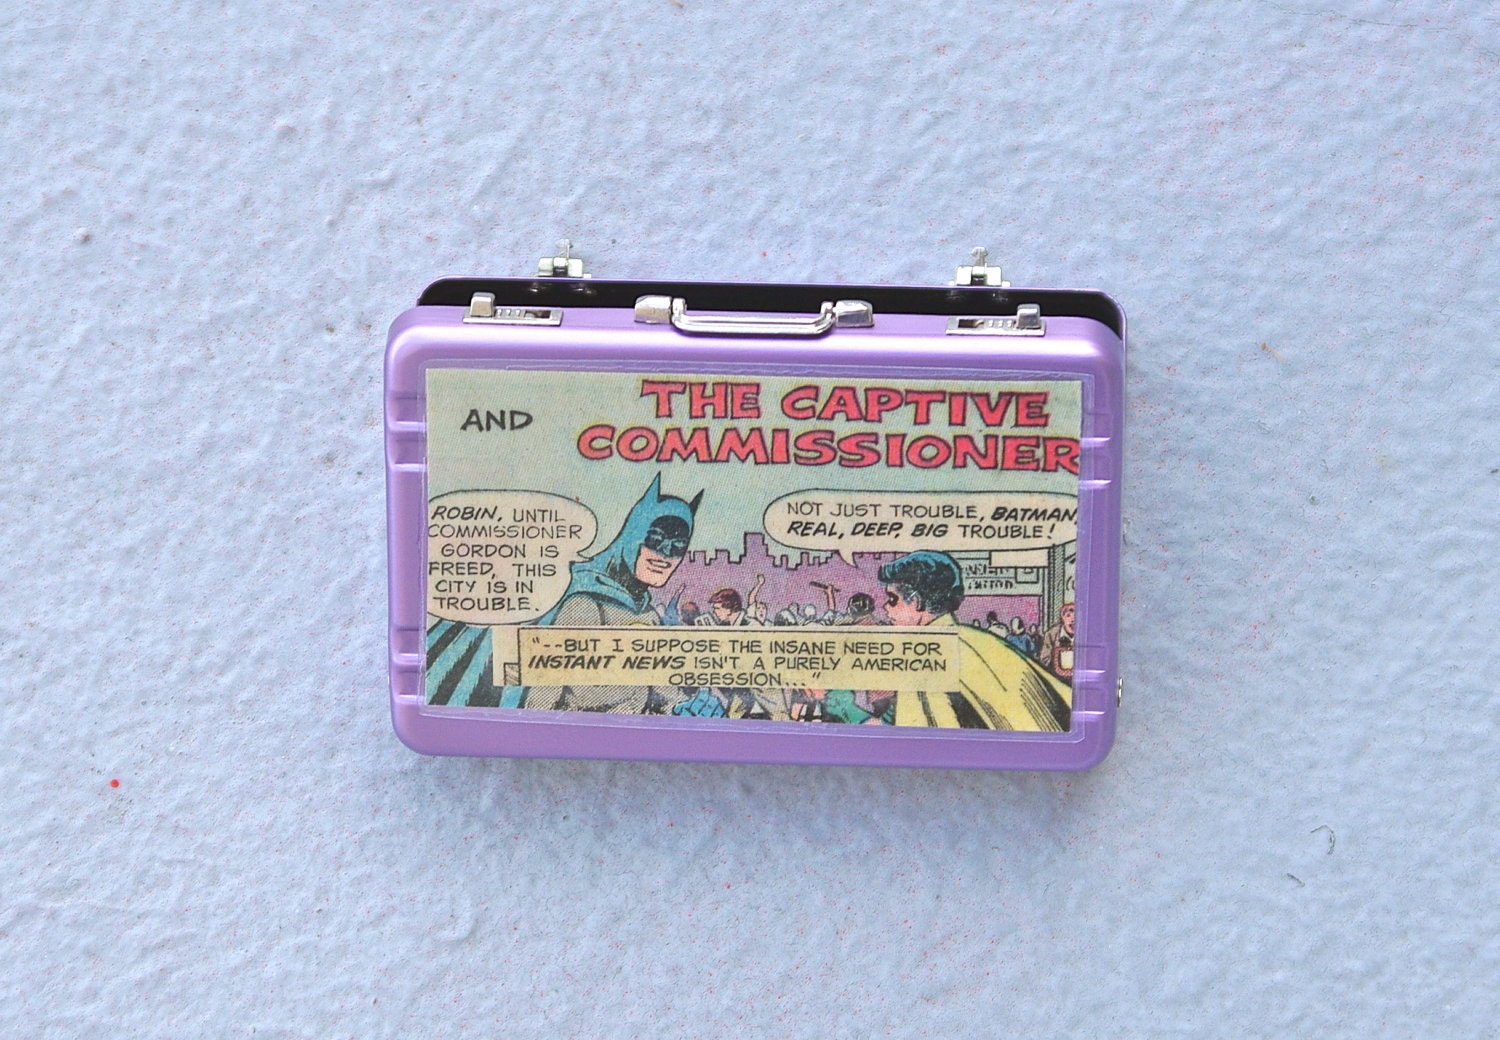 AND
THE CAPTIVE
COMMISSIONER
ROBIN, UNTIL
COMMISSIONER
GORDON IS
FREED, THIS
CITY IS IN
TROUBLE.
NOT JUST TROUBLE, BATMAN,
REAL, DEEP, BIG TROUBLE!
"--BUT I SUPPOSE THE INSANE NEED FOR
INSTANT NEWS ISN'T A PURELY AMERICAN
OBSESSION..."